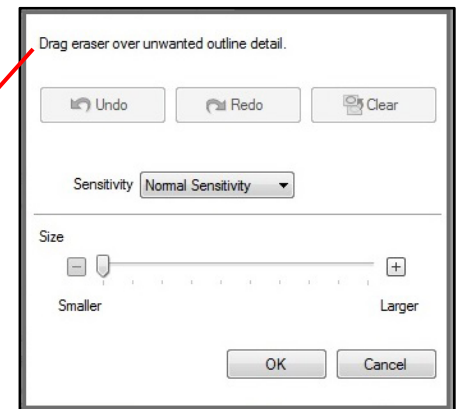 Drag eraser over unwanted outline detail.
Undo Redo Clear
Sensitivity Normal Sensitivity
Size
Smaller Larger
OK Cancel